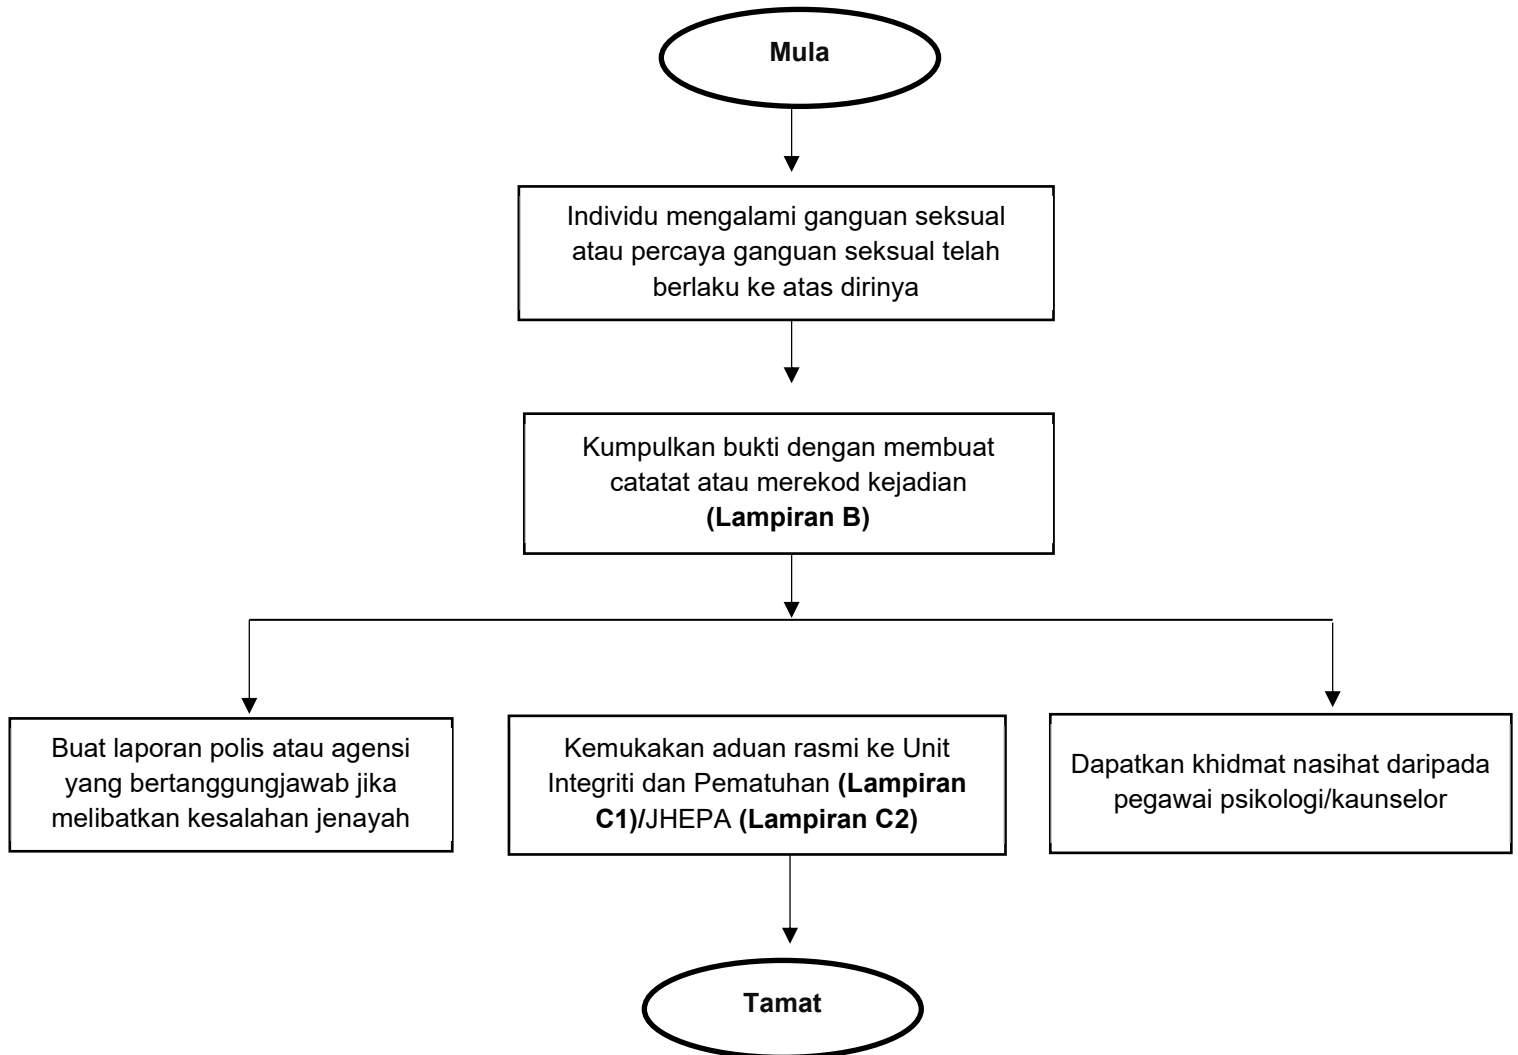 Mula
Individu mengalami ganguan seksual
atau percaya ganguan seksual telah
berlaku ke atas dirinya
Kumpulkan bukti dengan membuat
catatat atau merekod kejadian
(Lampiran B)
Buat laporan polis atau agensi
yang bertanggungjawab jika
melibatkan kesalahan jenayah
Kemukakan aduan rasmi ke Unit
Integriti dan Pematuhan (Lampiran
C1)/JHEPA (Lampiran C2)
Dapatkan khidmat nasihat daripada
pegawai psikologi/kaunselor
Tamat